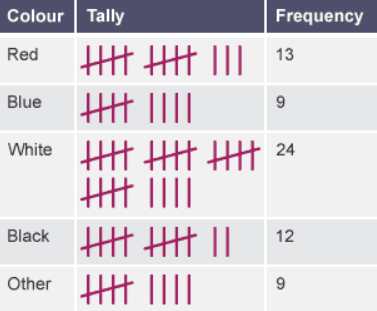 Colour Tally Frequency
Red 13
Blue 9
White 24
Black 12
Other 9